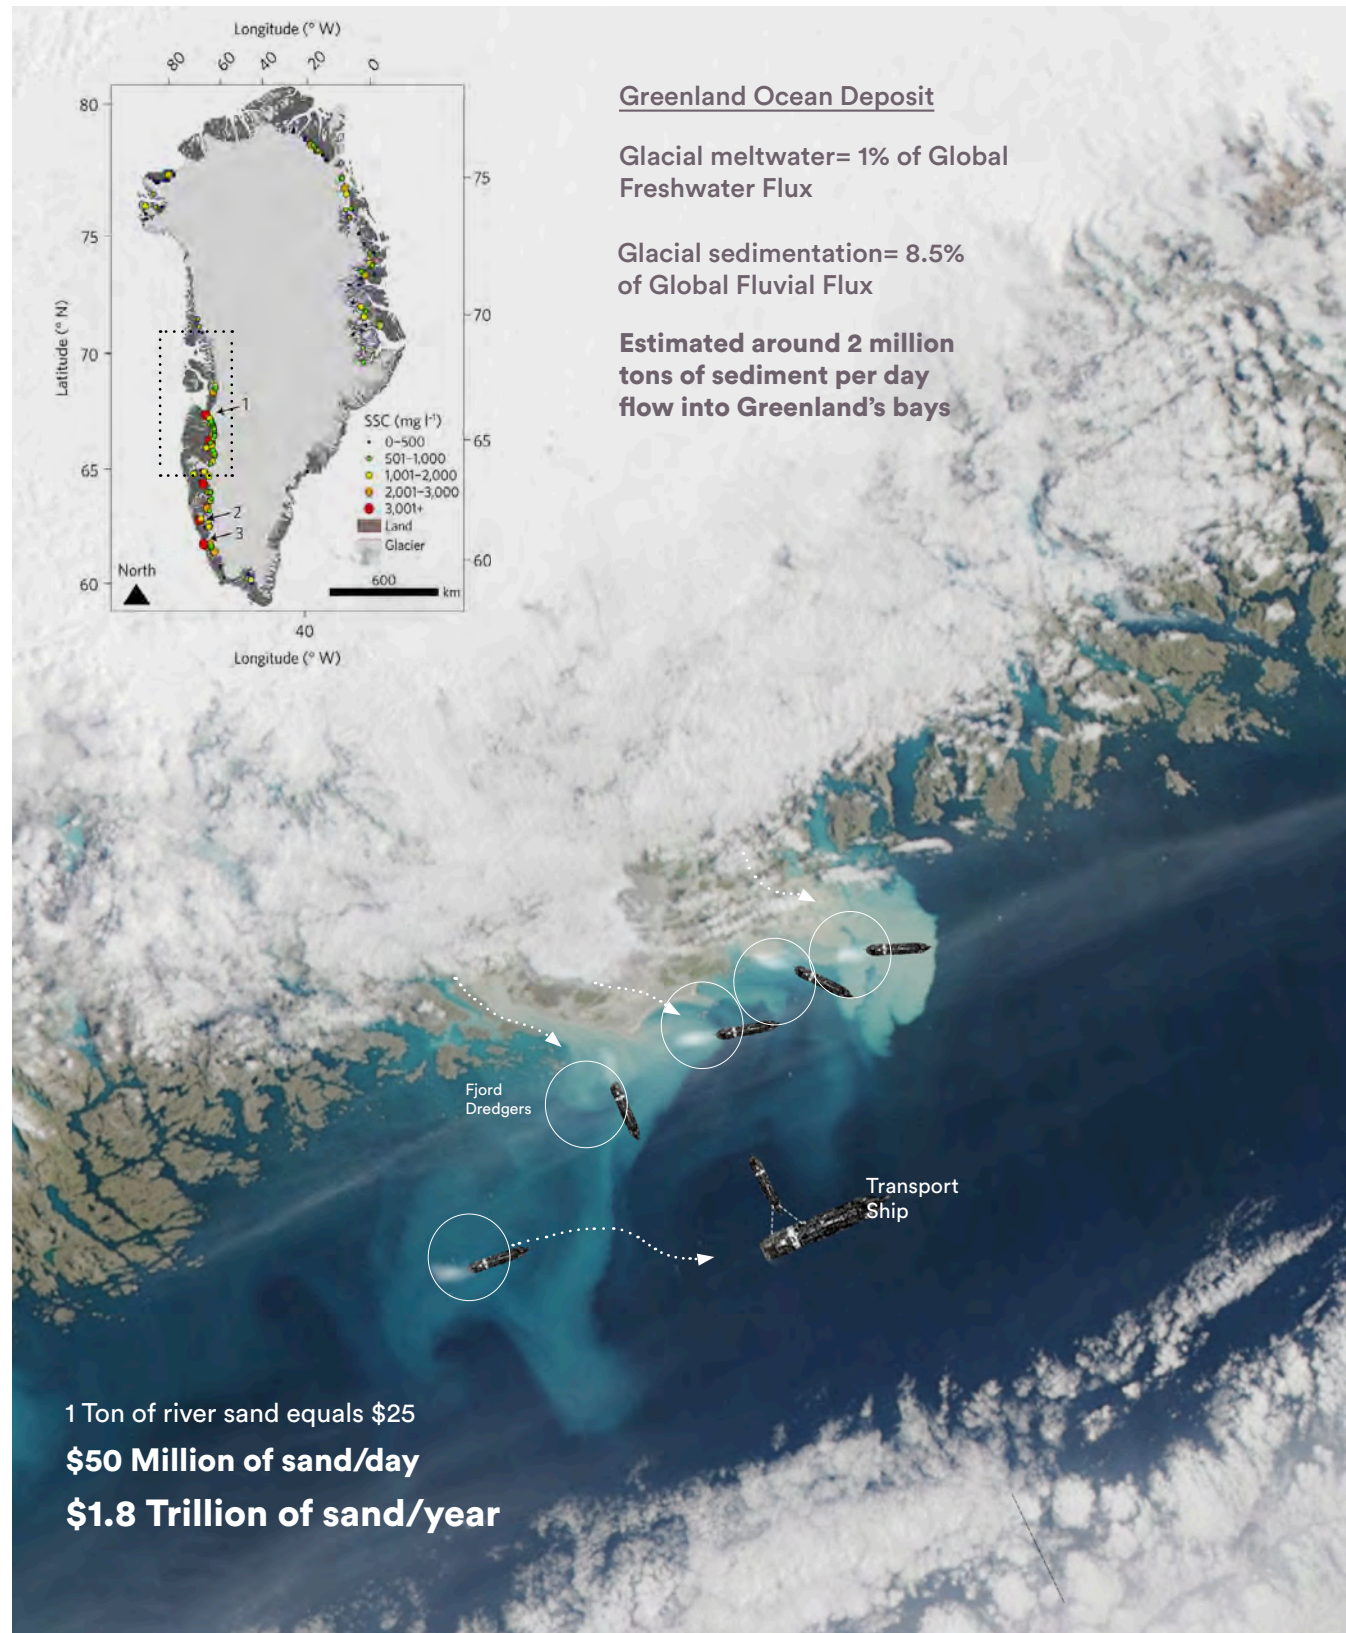 Longitude (° W)
80 60 40 20 0
80
75
75
70
70
65
65
60
60
Latitude (° N)
1
2
3
SSC (mg l⁻¹)
0–500
501–1,000
1,001–2,000
2,001–3,000
3,001+
Land
Glacier
North
600
km
40
Longitude (° W)
Greenland Ocean Deposit
Glacial meltwater= 1% of Global
Freshwater Flux
Glacial sedimentation= 8.5%
of Global Fluvial Flux
Estimated around 2 million
tons of sediment per day
flow into Greenland’s bays
Fjord
Dredgers
Transport
Ship
1 Ton of river sand equals $25
$50 Million of sand/day
$1.8 Trillion of sand/year